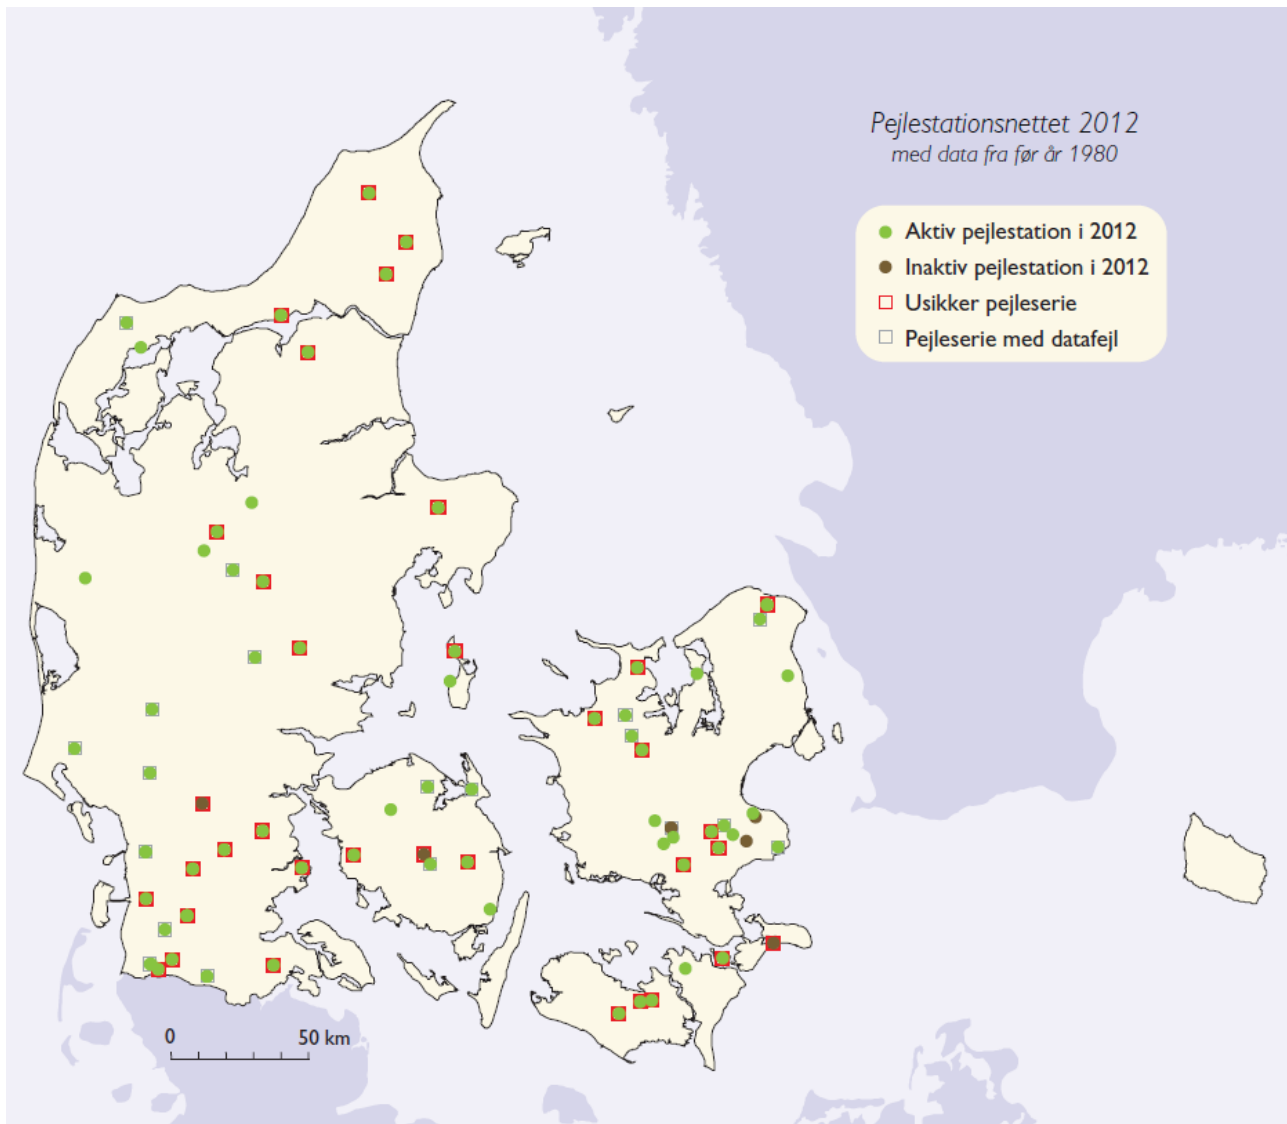 Pejlestationsnettet 2012
med data fra før år 1980
Aktiv pejlestation i 2012
Inaktiv pejlestation i 2012
Usikker pejleserie
Pejleserie med datafejl
0 50 km